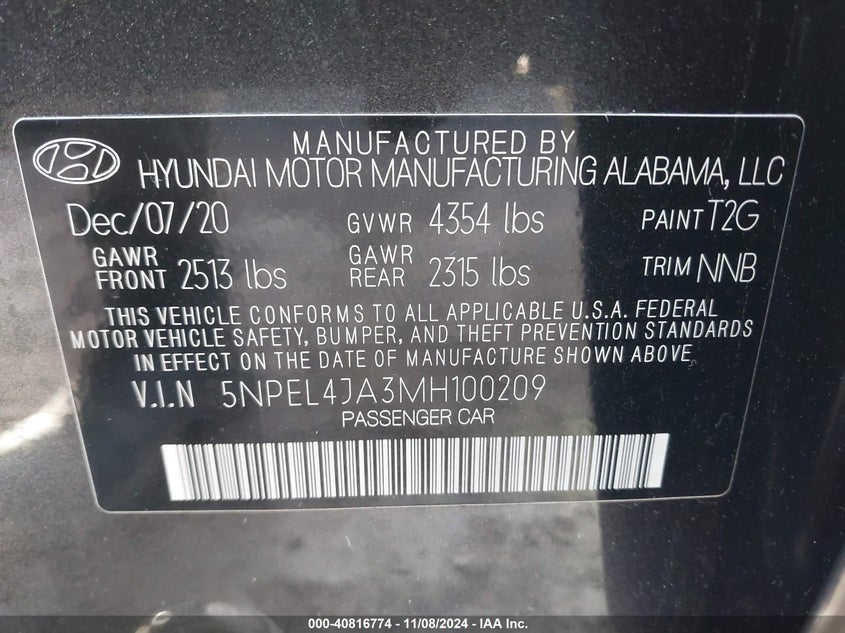 MANUFACTURED BY
HYUNDAI MOTOR MANUFACTURING ALABAMA, LLC
Dec/07/20 GVWR 4354 lbs PAINT T2G
GAWR FRONT 2513 lbs GAWR REAR 2315 lbs TRIM NNB
THIS VEHICLE CONFORMS TO ALL APPLICABLE U.S.A. FEDERAL
MOTOR VEHICLE SAFETY, BUMPER, AND THEFT PREVENTION STANDARDS
IN EFFECT ON THE DATE OF MANUFACTURE SHOWN ABOVE
V.I.N 5NPEL4JA3MH100209
PASSENGER CAR
000-40816774 - 11/08/2024 - IAA Inc.